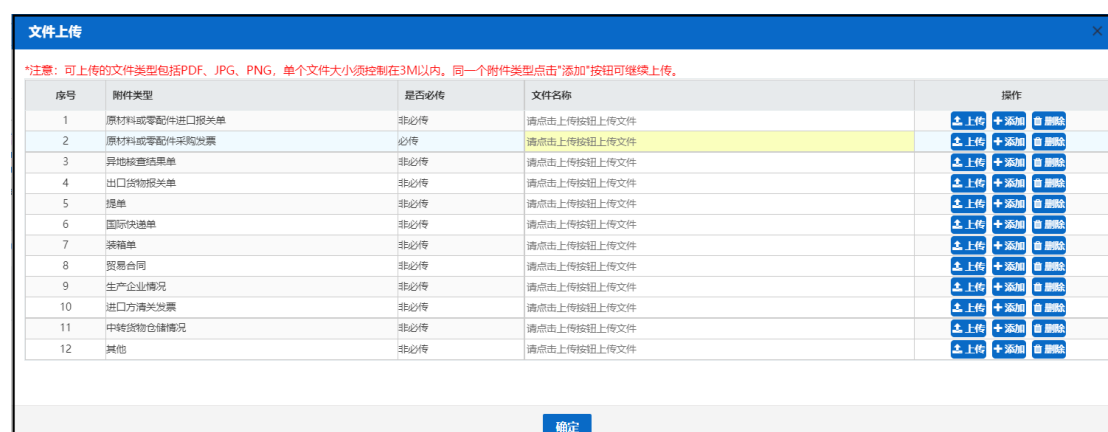 文件上传
*注意：可上传的文件类型包括PDF、JPG、PNG，单个文件大小须控制在3M以内。同一个附件类型点击"添加"按钮可继续上传。
序号 附件类型 是否必传 文件名称 操作
1 原材料或零配件进口报关单 非必传 请点击上传按钮上传文件 上传 添加 删除
2 原材料或零配件采购发票 必传 请点击上传按钮上传文件 上传 添加 删除
3 异地核查结果单 非必传 请点击上传按钮上传文件 上传 添加 删除
4 出口货物报关单 非必传 请点击上传按钮上传文件 上传 添加 删除
5 提单 非必传 请点击上传按钮上传文件 上传 添加 删除
6 国际快递单 非必传 请点击上传按钮上传文件 上传 添加 删除
7 装箱单 非必传 请点击上传按钮上传文件 上传 添加 删除
8 贸易合同 非必传 请点击上传按钮上传文件 上传 添加 删除
9 生产企业情况 非必传 请点击上传按钮上传文件 上传 添加 删除
10 进口方清关发票 非必传 请点击上传按钮上传文件 上传 添加 删除
11 中转货物仓储情况 非必传 请点击上传按钮上传文件 上传 添加 删除
12 其他 非必传 请点击上传按钮上传文件 上传 添加 删除
确定